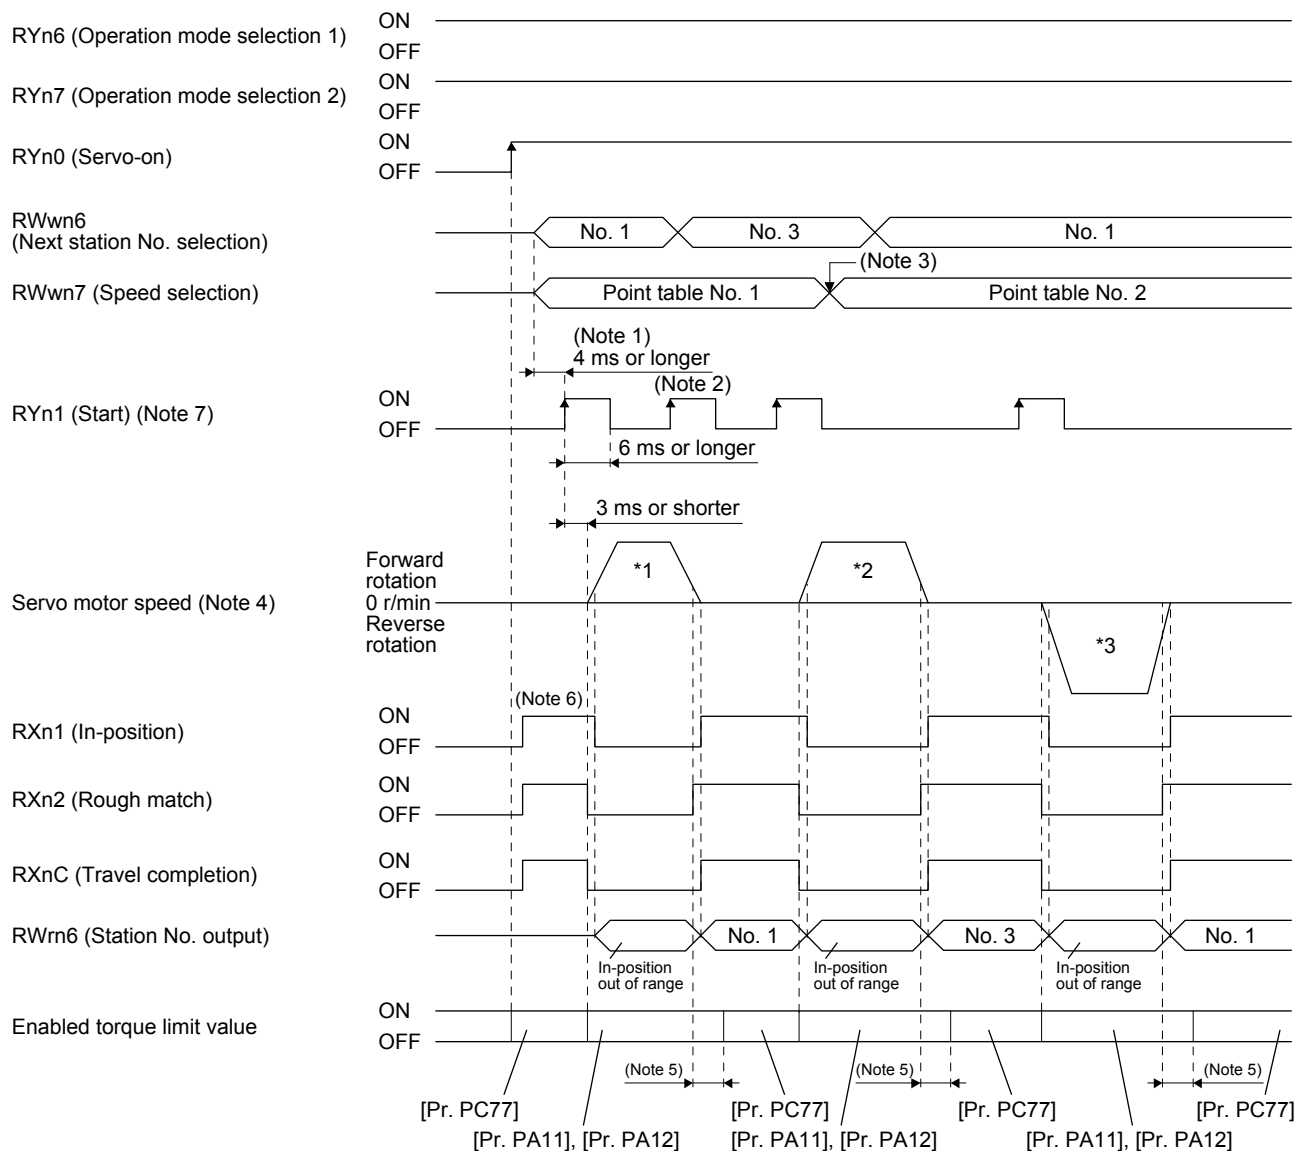 ON
RYn6 (Operation mode selection 1)
OFF
ON
RYn7 (Operation mode selection 2)
OFF
ON
RYn0 (Servo-on)
OFF
RWwn6
(Next station No. selection)
No. 1
No. 3
No. 1
(Note 3)
RWwn7 (Speed selection)
Point table No. 1
Point table No. 2
(Note 1)
4 ms or longer
(Note 2)
ON
RYn1 (Start) (Note 7)
OFF
6 ms or longer
3 ms or shorter
Forward
rotation
0 r/min
Reverse
rotation
Servo motor speed (Note 4)
*1
*2
*3
(Note 6)
ON
RXn1 (In-position)
OFF
ON
RXn2 (Rough match)
OFF
ON
RXnC (Travel completion)
OFF
RWrn6 (Station No. output)
No. 1
No. 3
No. 1
In-position
out of range
In-position
out of range
In-position
out of range
ON
Enabled torque limit value
OFF
(Note 5)
(Note 5)
(Note 5)
[Pr. PC77]
[Pr. PC77]
[Pr. PC77]
[Pr. PC77]
[Pr. PA11], [Pr. PA12]
[Pr. PA11], [Pr. PA12]
[Pr. PA11], [Pr. PA12]